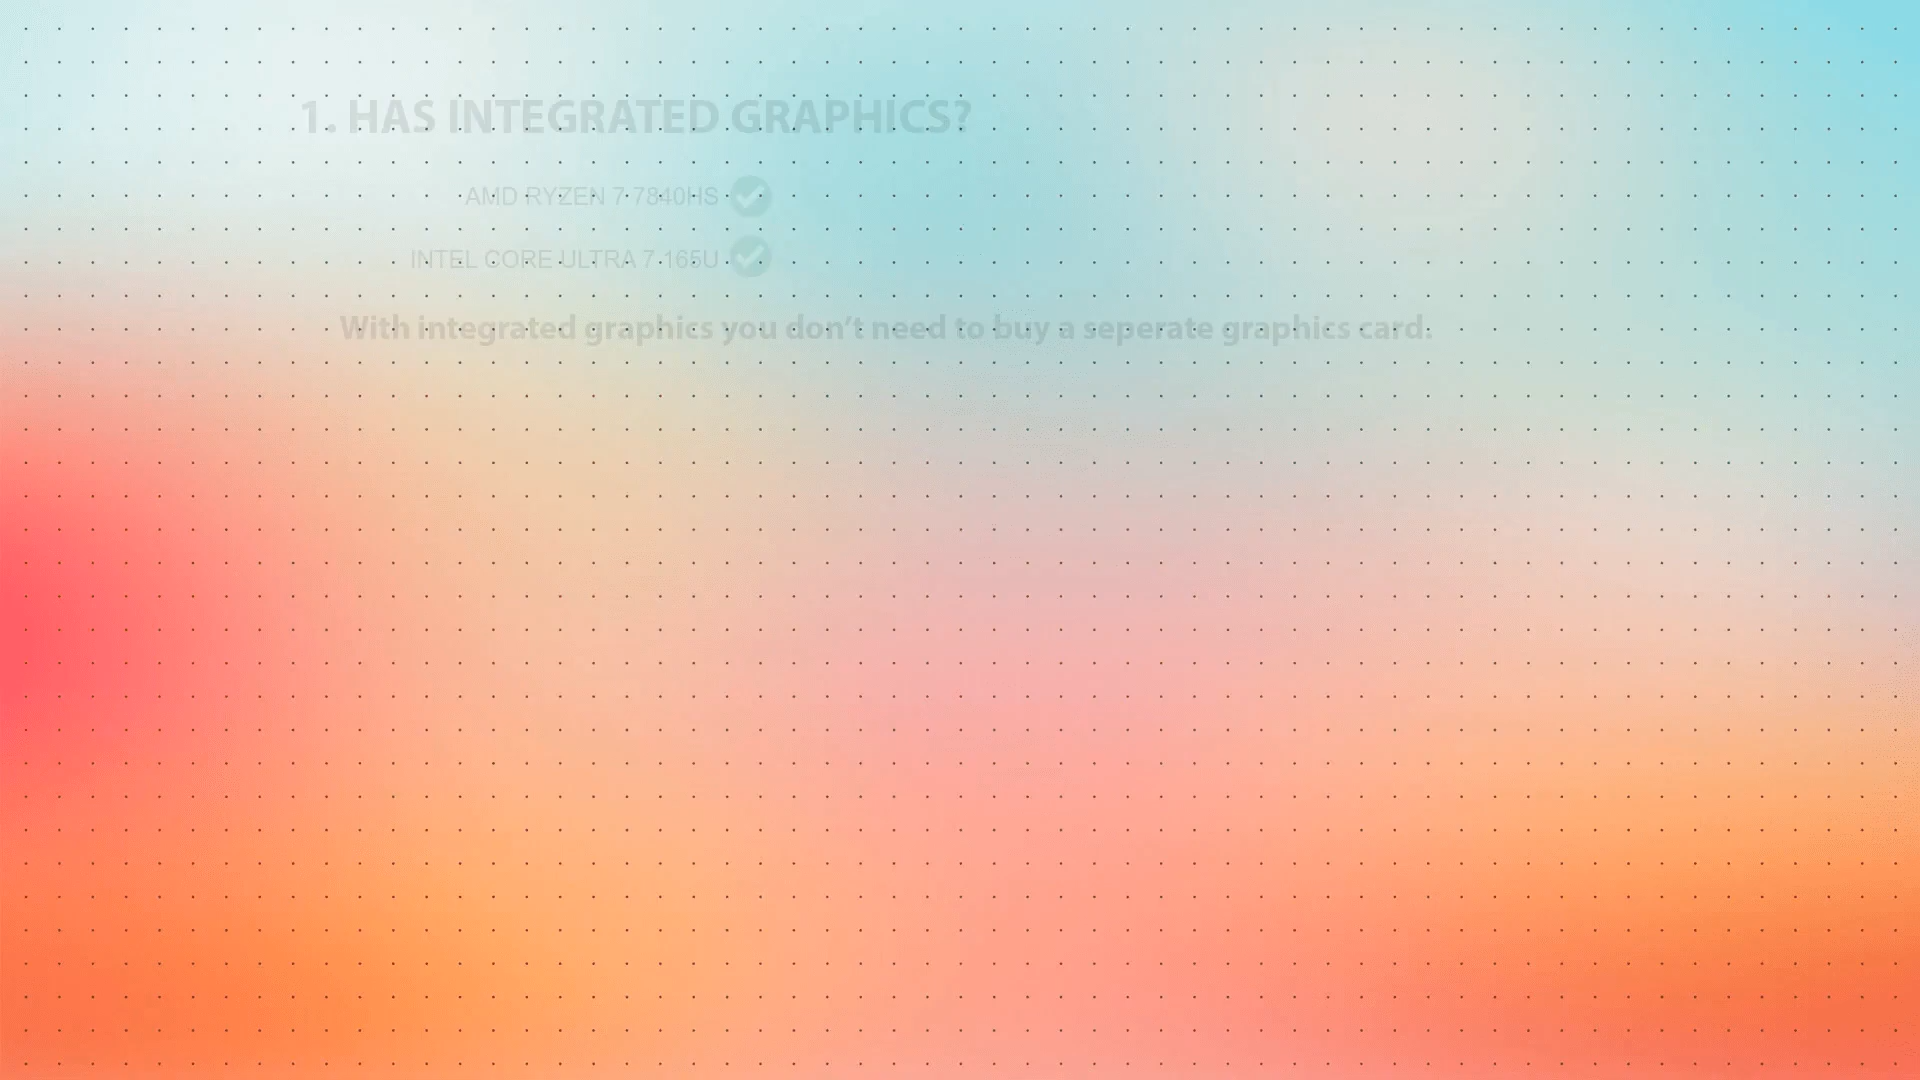 1. HAS INTEGRATED GRAPHICS?
AMD RYZEN 7 7840HS
INTEL CORE ULTRA 7 165U
With integrated graphics you don’t need to buy a seperate graphics card.